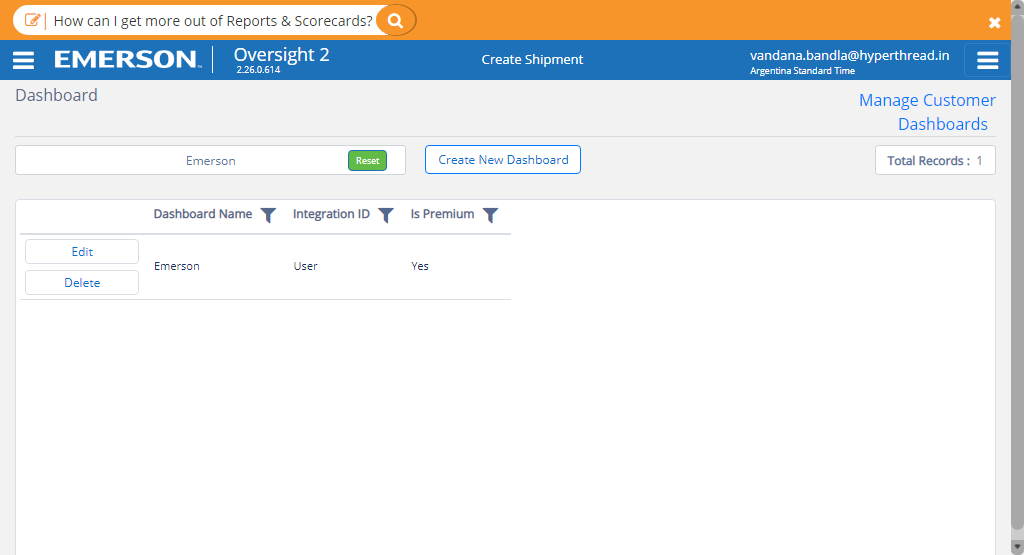 How can I get more out of Reports & Scorecards?
EMERSON™
Oversight 2
2.26.0.614
Create Shipment
vandana.bandla@hyperthread.in
Argentina Standard Time
Dashboard
Manage Customer
Dashboards
Emerson
Reset
Create New Dashboard
Total Records : 1
Dashboard Name
Integration ID
Is Premium
Edit
Delete
Emerson
User
Yes